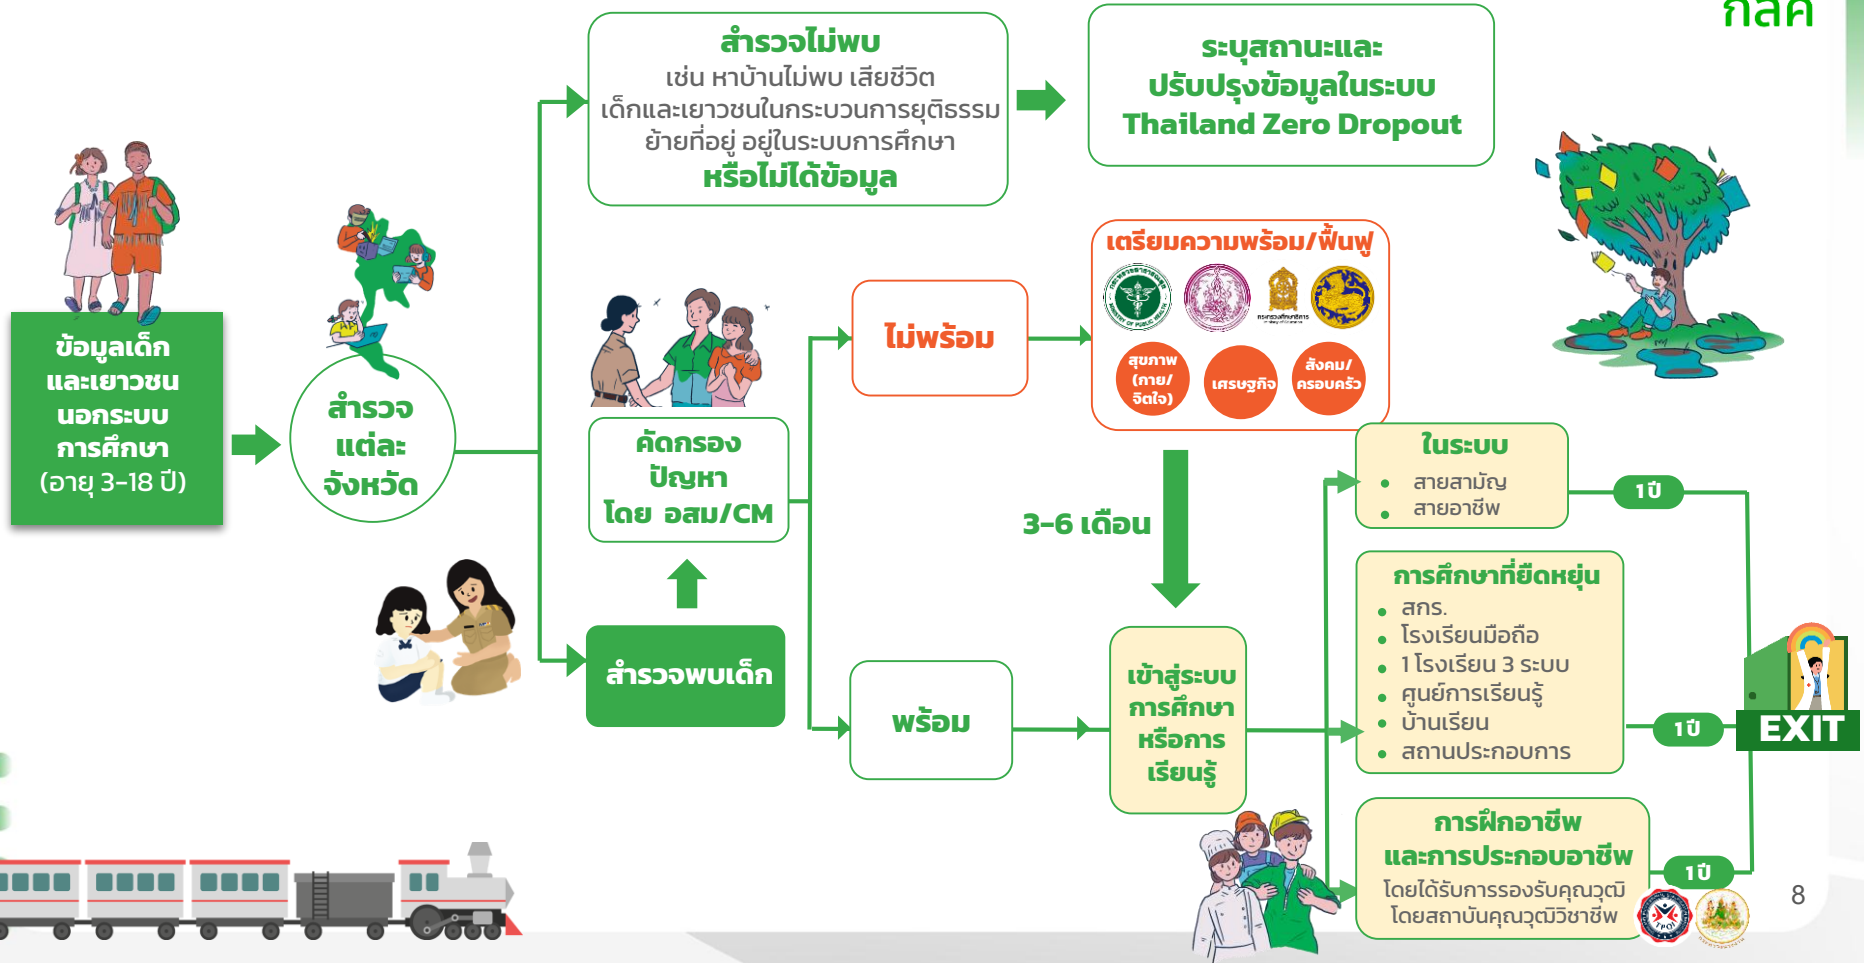 กสศ
สำรวจไม่พบ
เช่น หาบ้านไม่พบ เสียชีวิต
เด็กและเยาวชนในกระบวนการยุติธรรม
ย้ายที่อยู่ อยู่ในระบบการศึกษา
หรือไม่ได้ข้อมูล
ระบุสถานะและ
ปรับปรุงข้อมูลในระบบ
Thailand Zero Dropout
ข้อมูลเด็ก
และเยาวชน
นอกระบบ
การศึกษา
(อายุ 3-18 ปี)
สำรวจ
แต่ละ
จังหวัด
คัดกรอง
ปัญหา
โดย อสม/CM
สำรวจพบเด็ก
ไม่พร้อม
เตรียมความพร้อม/ฟื้นฟู
กระทรวงศึกษาธิการ
สุขภาพ
(กาย/
จิตใจ)
เศรษฐกิจ
สังคม/
ครอบครัว
3-6 เดือน
พร้อม
เข้าสู่ระบบ
การศึกษา
หรือการ
เรียนรู้
ในระบบ
สายสามัญ
สายอาชีพ
1 ปี
การศึกษาที่ยืดหยุ่น
สกร.
โรงเรียนมือถือ
1 โรงเรียน 3 ระบบ
ศูนย์การเรียนรู้
บ้านเรียน
สถานประกอบการ
1 ปี
EXIT
การฝึกอาชีพ
และการประกอบอาชีพ
โดยได้รับการรองรับคุณวุฒิ
โดยสถาบันคุณวุฒิวิชาชีพ
1 ปี
TPQI
8